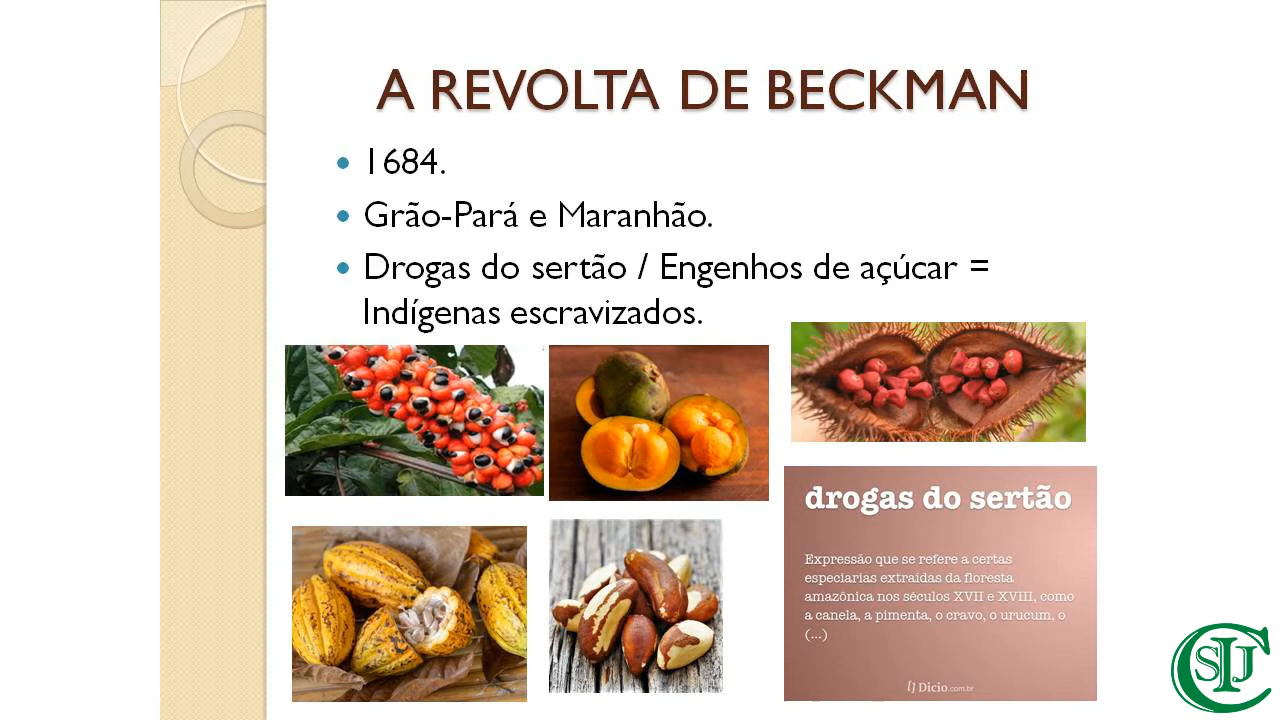 A REVOLTA DE BECKMAN
• 1684.
• Grão-Pará e Maranhão.
• Drogas do sertão / Engenhos de açúcar =
Indígenas escravizados.
drogas do sertão
Expressão que se refere a certas
especiarias extraídas da floresta
amazônica nos séculos XVII e XVIII, como
a canela, a pimenta, o cravo, o urucum, o
(...)
Dicio.com.br
CSIJ